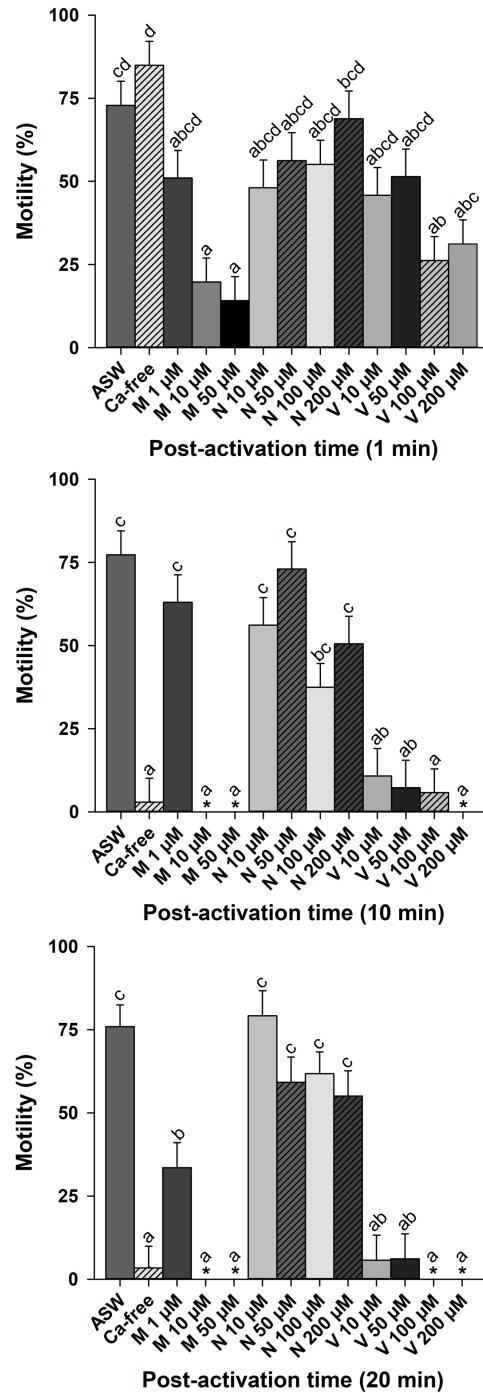 100
cd
d
abcd
a
a
abcd
abcd
abcd
bcd
abcd
abcd
ab
abc
75
50
25
0
Motility (%)
ASW
Ca-free
M 1 µM
M 10 µM
M 50 µM
N 10 µM
N 50 µM
N 100 µM
N 200 µM
V 10 µM
V 50 µM
V 100 µM
V 200 µM
Post-activation time (1 min)
100
c
a
c
a
a
c
c
bc
c
ab
ab
a
a
75
50
25
0
* * *
Motility (%)
ASW
Ca-free
M 1 µM
M 10 µM
M 50 µM
N 10 µM
N 50 µM
N 100 µM
N 200 µM
V 10 µM
V 50 µM
V 100 µM
V 200 µM
Post-activation time (10 min)
100
c
a
b
a
a
c
c
c
c
ab
ab
a
a
75
50
25
0
* * * *
Motility (%)
ASW
Ca-free
M 1 µM
M 10 µM
M 50 µM
N 10 µM
N 50 µM
N 100 µM
N 200 µM
V 10 µM
V 50 µM
V 100 µM
V 200 µM
Post-activation time (20 min)